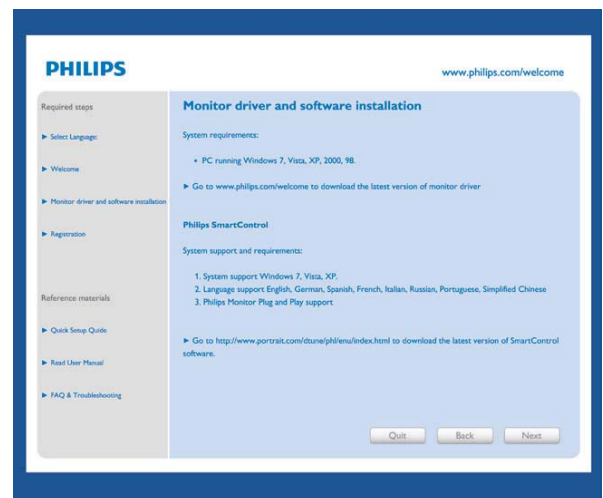 PHILIPS
www.philips.com/welcome
Required steps
► Select Language:
► Welcome
► Monitor driver and software installation
► Registration
Reference materials
► Quick Setup Guide
► Read User Manual
► FAQ & Troubleshooting
Monitor driver and software installation
System requirements:
• PC running Windows 7, Vista, XP, 2000, 98.
► Go to www.philips.com/welcome to download the latest version of monitor driver
Philips SmartControl
System support and requirements:
1. System support Windows 7, Vista, XP.
2. Language support English, German, Spanish, French, Italian, Russian, Portuguese, Simplified Chinese
3. Philips Monitor Plug and Play support
► Go to http://www.portrait.com/dtune/phl/enu/index.html to download the latest version of SmartControl
software.
Quit
Back
Next